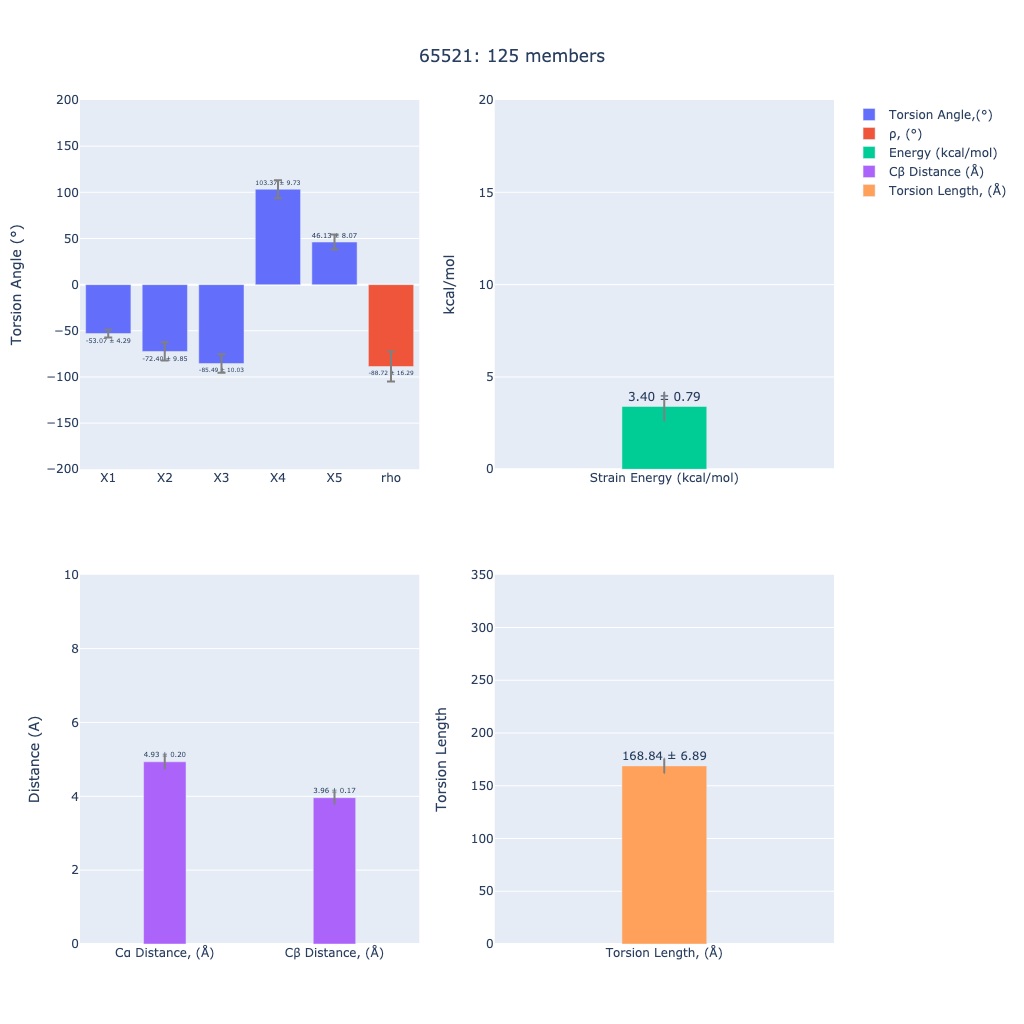 65521: 125 members
200
150
100
50
0
−50
−100
−150
−200
Torsion Angle (°)
-53.07 ± 4.29
-72.40 ± 9.85
-85.49 ± 10.03
103.37 ± 9.73
46.13 ± 8.07
-88.72 ± 16.29
X1
X2
X3
X4
X5
rho
20
15
10
5
0
kcal/mol
3.40 ± 0.79
Strain Energy (kcal/mol)
Torsion Angle,(°)
ρ, (°)
Energy (kcal/mol)
Cβ Distance (Å)
Torsion Length, (Å)
10
8
6
4
2
0
Distance (A)
4.93 ± 0.20
3.96 ± 0.17
Cα Distance, (Å)
Cβ Distance, (Å)
350
300
250
200
150
100
50
0
Torsion Length
168.84 ± 6.89
Torsion Length, (Å)